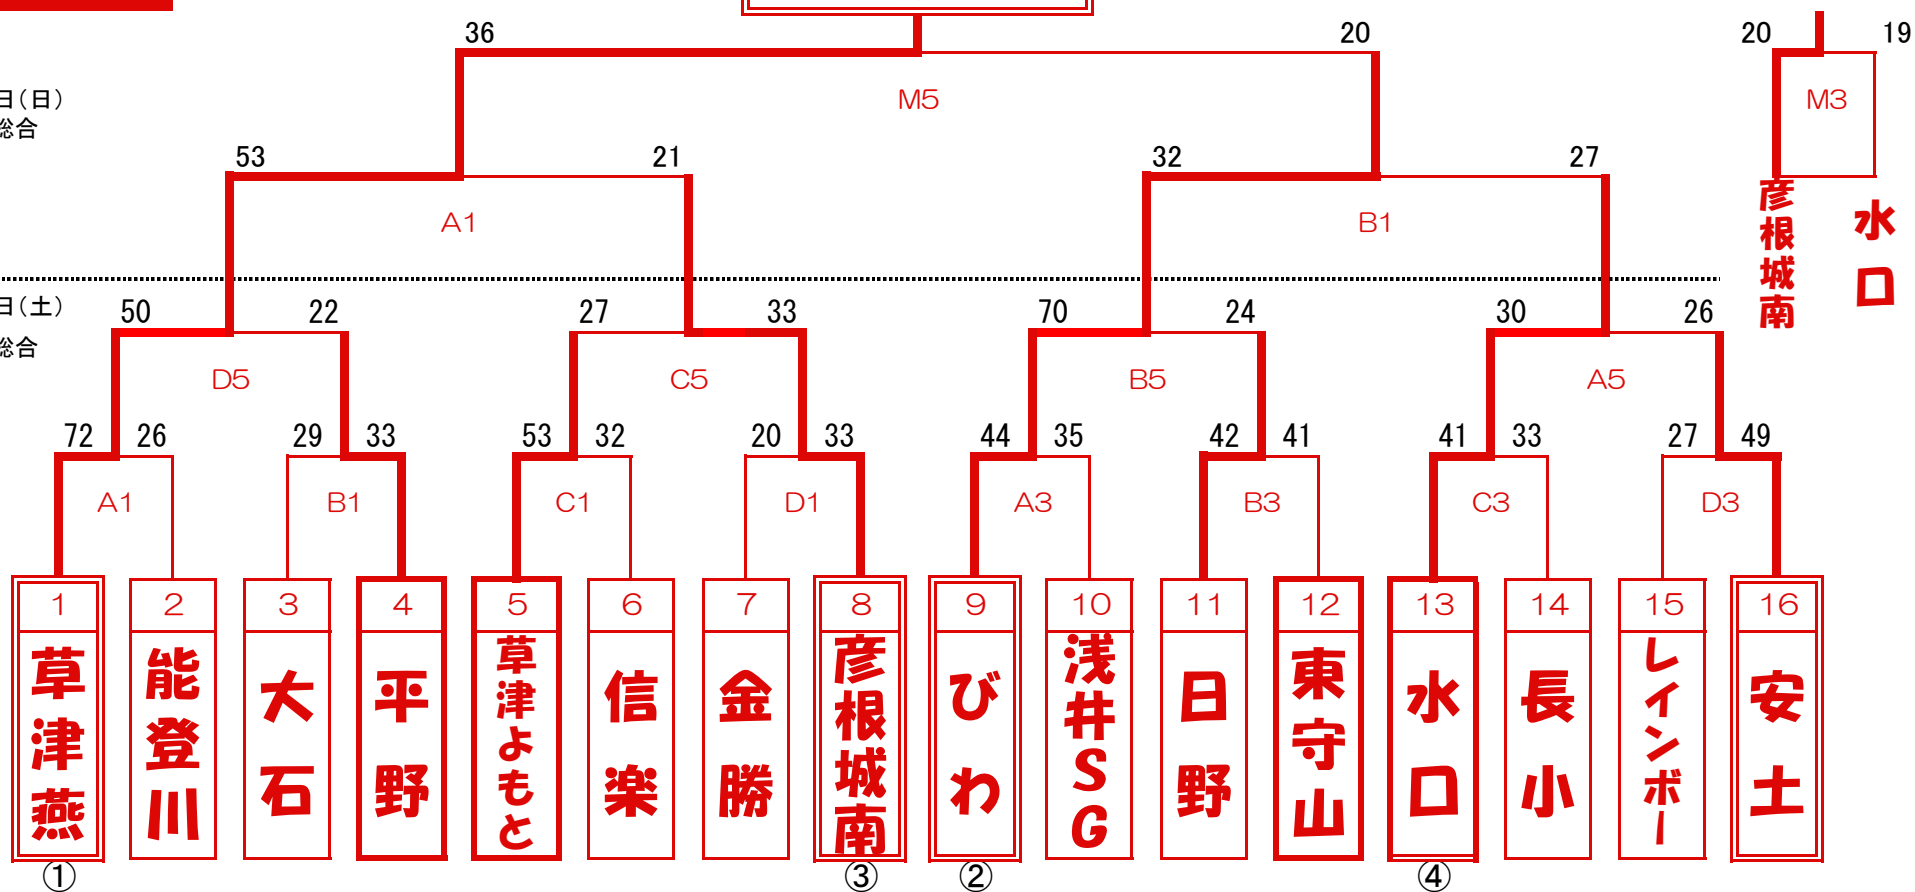 36 20 20 19
日(日) M5 M3
総合
53 21 32 27
A1 B1
彦根城南
水口
日(土) 50 22 27 33 70 24 30 26
総合
D5 C5 B5 A5
72 26 29 33 53 32 20 33 44 35 42 41 41 33 27 49
A1 B1 C1 D1 A3 B3 C3 D3
1 2 3 4 5 6 7 8 9 10 11 12 13 14 15 16
草津燕
能登川
大石
平野
草津よもと
信楽
金勝
彦根城南
びわ
浅井SG
日野
東守山
水口
長小
レインボー
安土
① ③ ② ④